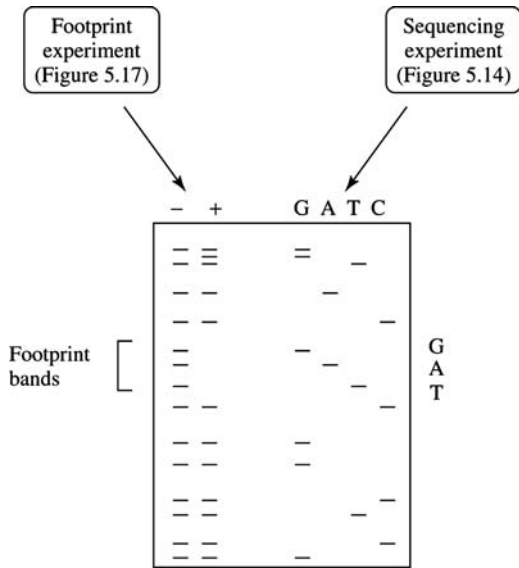 Footprint
experiment
(Figure 5.17)
Sequencing
experiment
(Figure 5.14)
– + G A T C
Footprint
bands
G
A
T